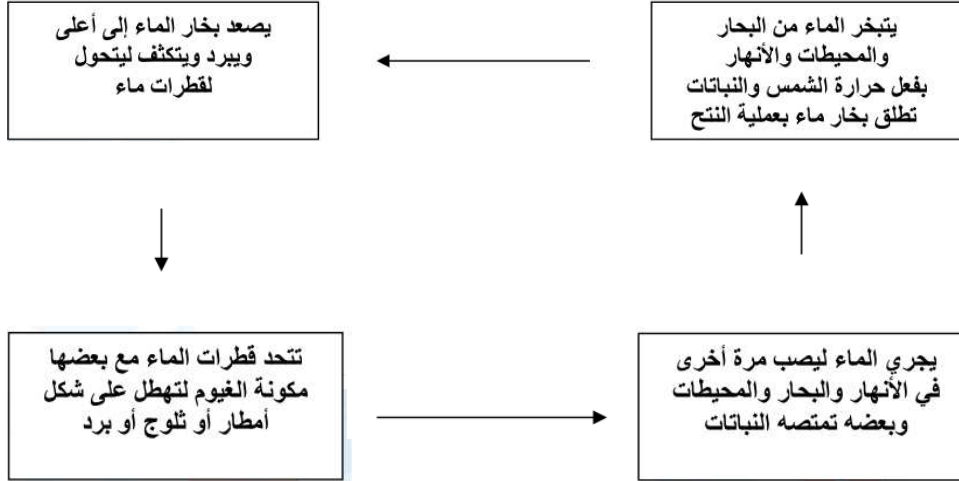 يتبخر الماء من البحار
والمحيطات والأنهار
بفعل حرارة الشمس والنباتات
تطلق بخار ماء بعملية النتح
يصعد بخار الماء إلى أعلى
ويبرد ويتكثف ليتحول
لقطرات ماء
تتحد قطرات الماء مع بعضها
مكونة الغيوم لتهطل على شكل
أمطار أو ثلوج أو برد
يجري الماء ليصب مرة أخرى
في الأنهار والبحار والمحيطات
وبعضه تمتصه النباتات